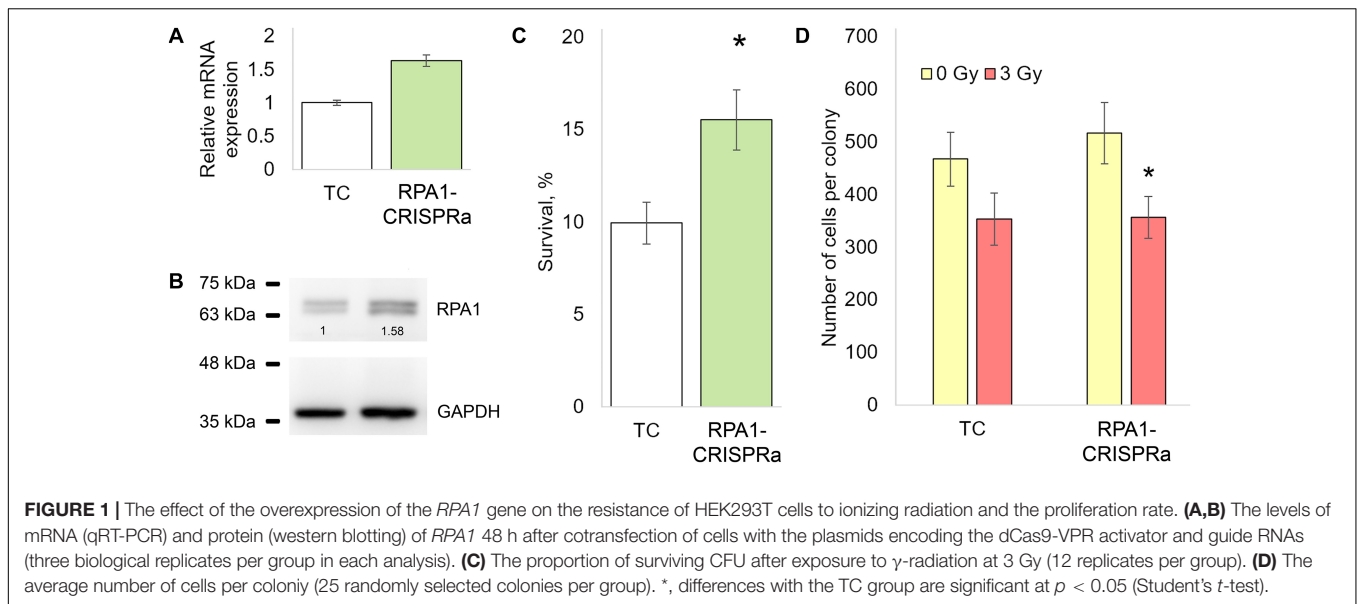 A
Relative mRNA
expression
2
1.5
1
0.5
0
TC
RPA1-
CRISPRa
B
75 kDa
63 kDa
RPA1
1
1.58
48 kDa
35 kDa
GAPDH
C
Survival, %
20
15
10
5
0
*
TC
RPA1-
CRISPRa
D
Number of cells per colony
700
600
500
400
300
200
100
0
0 Gy
3 Gy
*
TC
RPA1-
CRISPRa
FIGURE 1 | The effect of the overexpression of the RPA1 gene on the resistance of HEK293T cells to ionizing radiation and the proliferation rate. (A,B) The levels of
mRNA (qRT-PCR) and protein (western blotting) of RPA1 48 h after cotransfection of cells with the plasmids encoding the dCas9-VPR activator and guide RNAs
(three biological replicates per group in each analysis). (C) The proportion of surviving CFU after exposure to γ-radiation at 3 Gy (12 replicates per group). (D) The
average number of cells per coloniy (25 randomly selected colonies per group). *, differences with the TC group are significant at p < 0.05 (Student's t-test).